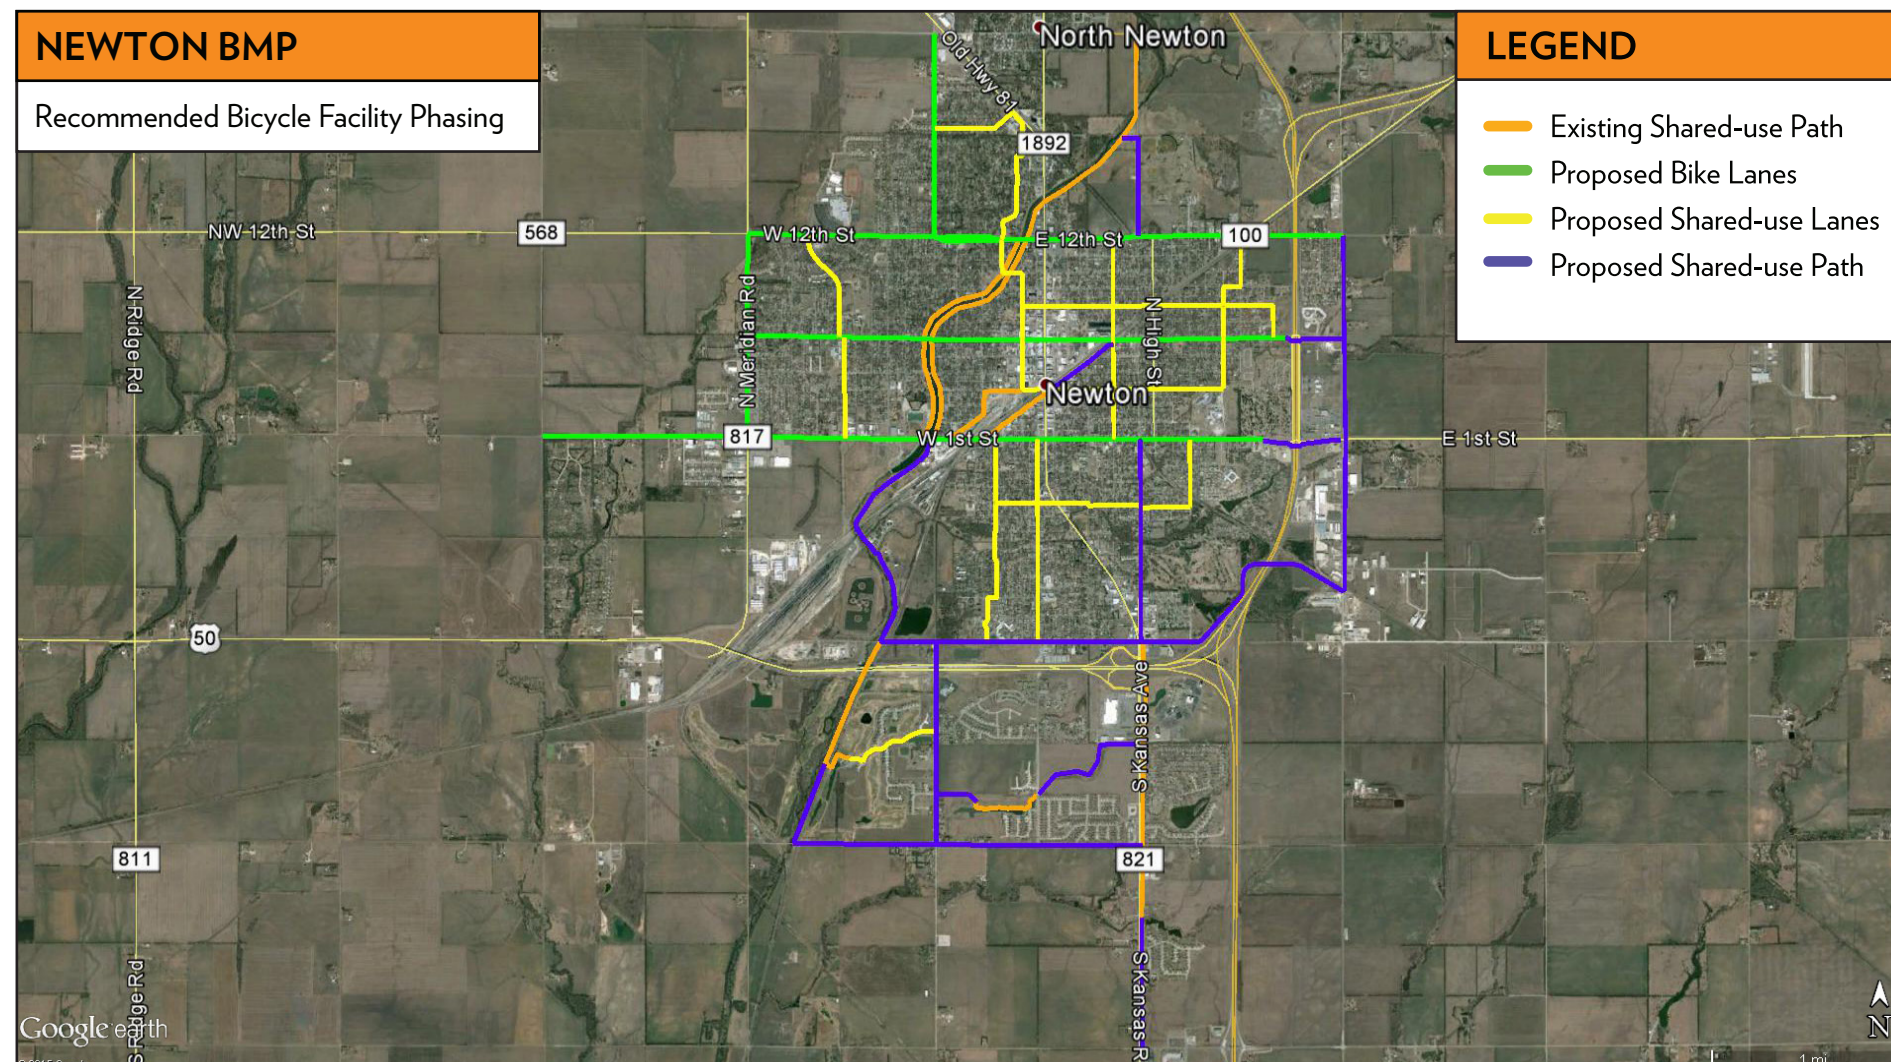 NEWTON BMP
Recommended Bicycle Facility Phasing
LEGEND
Existing Shared-use Path
Proposed Bike Lanes
Proposed Shared-use Lanes
Proposed Shared-use Path
North Newton
Old Hwy 81
1892
NW 12th St
568
W 12th St
E 12th St
100
N Ridge Rd
N Meridian Rd
N High St
Newton
817
W 1st St
E 1st St
50
S Kansas Ave
811
821
S Ridge Rd
S Kansas R
Google earth
N
1 mi